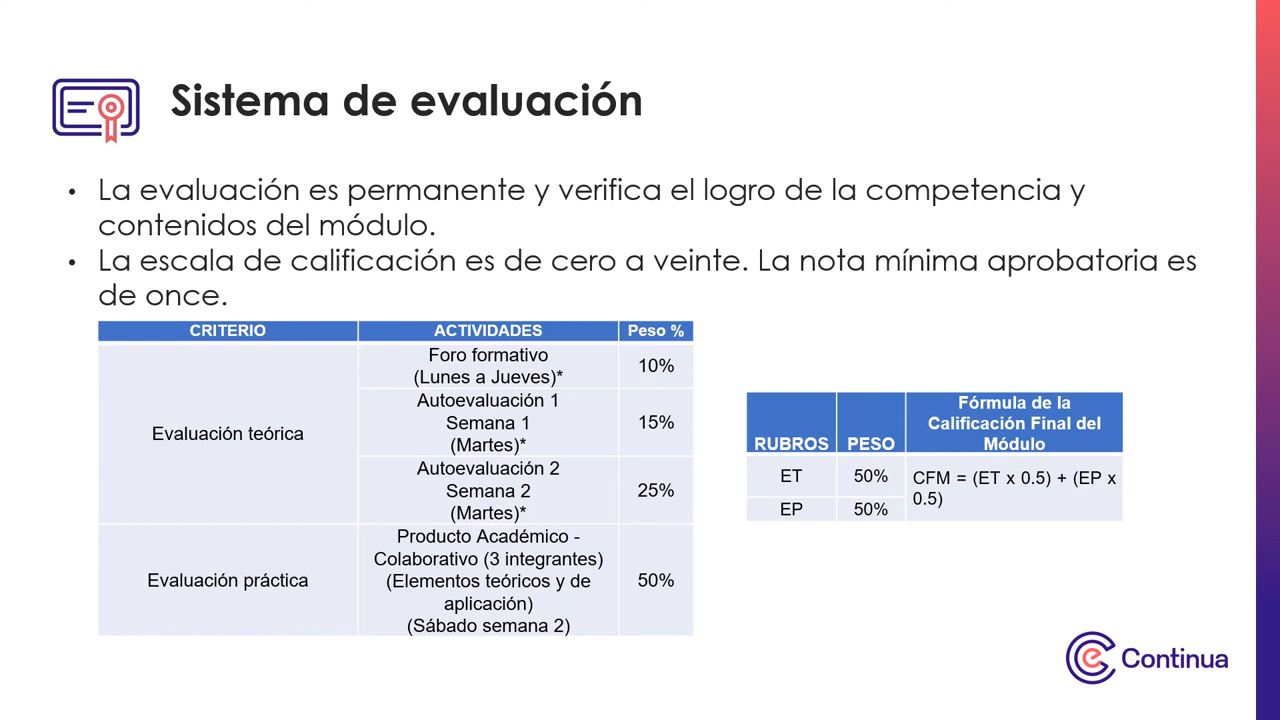 Sistema de evaluación
• La evaluación es permanente y verifica el logro de la competencia y
contenidos del módulo.
• La escala de calificación es de cero a veinte. La nota mínima aprobatoria es
de once.
CRITERIO ACTIVIDADES Peso %
Evaluación teórica
Foro formativo
(Lunes a Jueves)*
10%
Autoevaluación 1
Semana 1
(Martes)*
15%
Autoevaluación 2
Semana 2
(Martes)*
25%
Evaluación práctica
Producto Académico -
Colaborativo (3 integrantes)
(Elementos teóricos y de
aplicación)
(Sábado semana 2)
50%
RUBROS PESO
Fórmula de la
Calificación Final del
Módulo
ET 50%
EP 50%
CFM = (ET x 0.5) + (EP x
0.5)
Continua